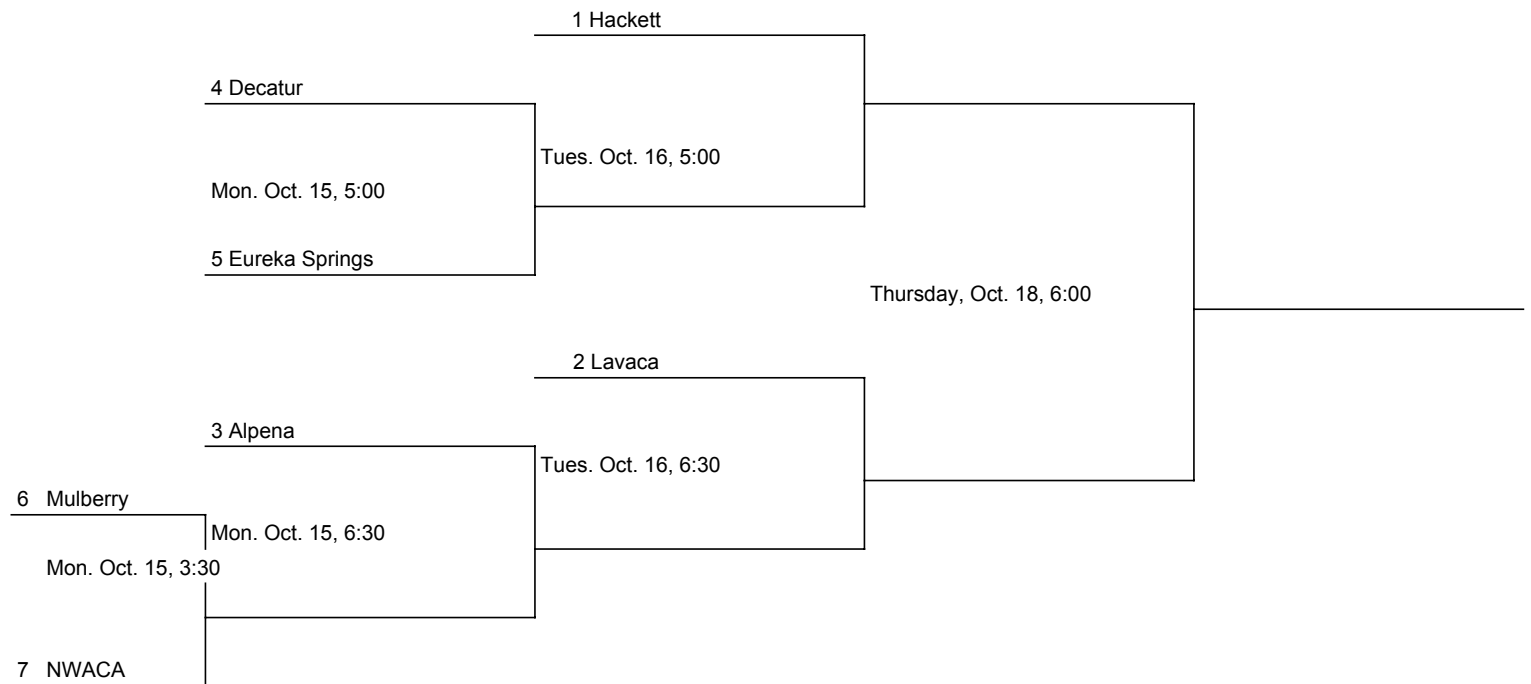 1 Hackett
4 Decatur
Tues. Oct. 16, 5:00
Mon. Oct. 15, 5:00
5 Eureka Springs
Thursday, Oct. 18, 6:00
2 Lavaca
3 Alpena
Tues. Oct. 16, 6:30
6 Mulberry
Mon. Oct. 15, 6:30
Mon. Oct. 15, 3:30
7 NWACA